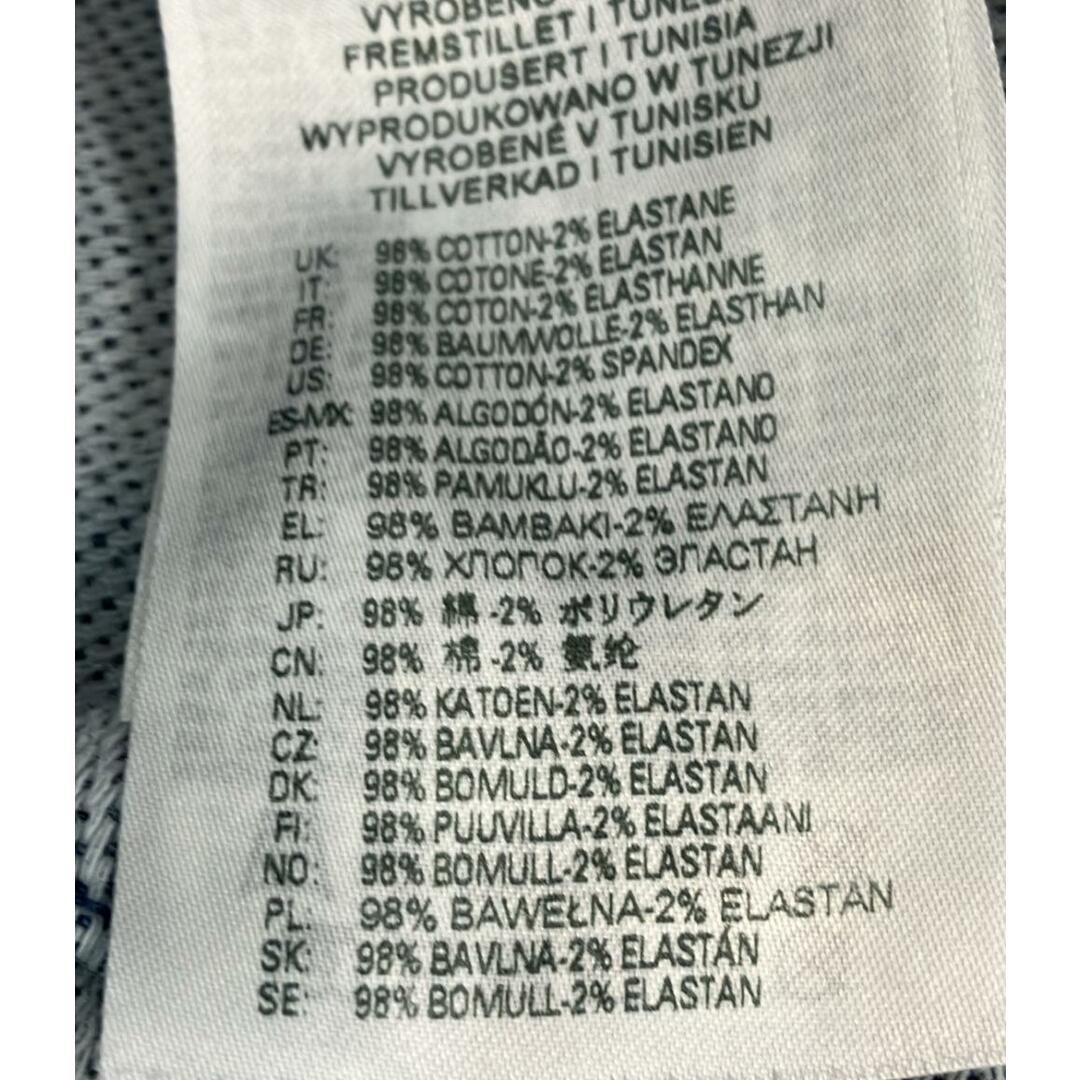 VYROBENO
FREMSTILLET I TUNESI
PRODUSERT I TUNISIA
WYPRODUKOWANO W TUNEZJI
VYROBENÉ V TUNISKU
TILLVERKAD I TUNISIEN
UK: 98% COTTON-2% ELASTANE
IT: 98% COTONE-2% ELASTAN
FR: 98% COTON-2% ELASTHANNE
DE: 98% BAUMWOLLE-2% ELASTHAN
US: 98% COTTON-2% SPANDEX
ES-MX: 98% ALGODÓN-2% ELASTANO
PT: 98% ALGODÃO-2% ELASTANO
TR: 98% PAMUKLU-2% ELASTAN
EL: 98% ΒΑΜΒΑΚΙ-2% ΕΛΑΣΤΑΝΗ
RU: 98% ХЛОПОК-2% ЭЛАСТАН
JP: 98% 綿 -2% ポリウレタン
CN: 98% 棉 -2% 氨纶
NL: 98% KATOEN-2% ELASTAN
CZ: 98% BAVLNA-2% ELASTAN
DK: 98% BOMULD-2% ELASTAN
FI: 98% PUUVILLA-2% ELASTAANI
NO: 98% BOMULL-2% ELASTAN
PL: 98% BAWEŁNA-2% ELASTAN
SK: 98% BAVLNA-2% ELASTÁN
SE: 98% BOMULL-2% ELASTAN